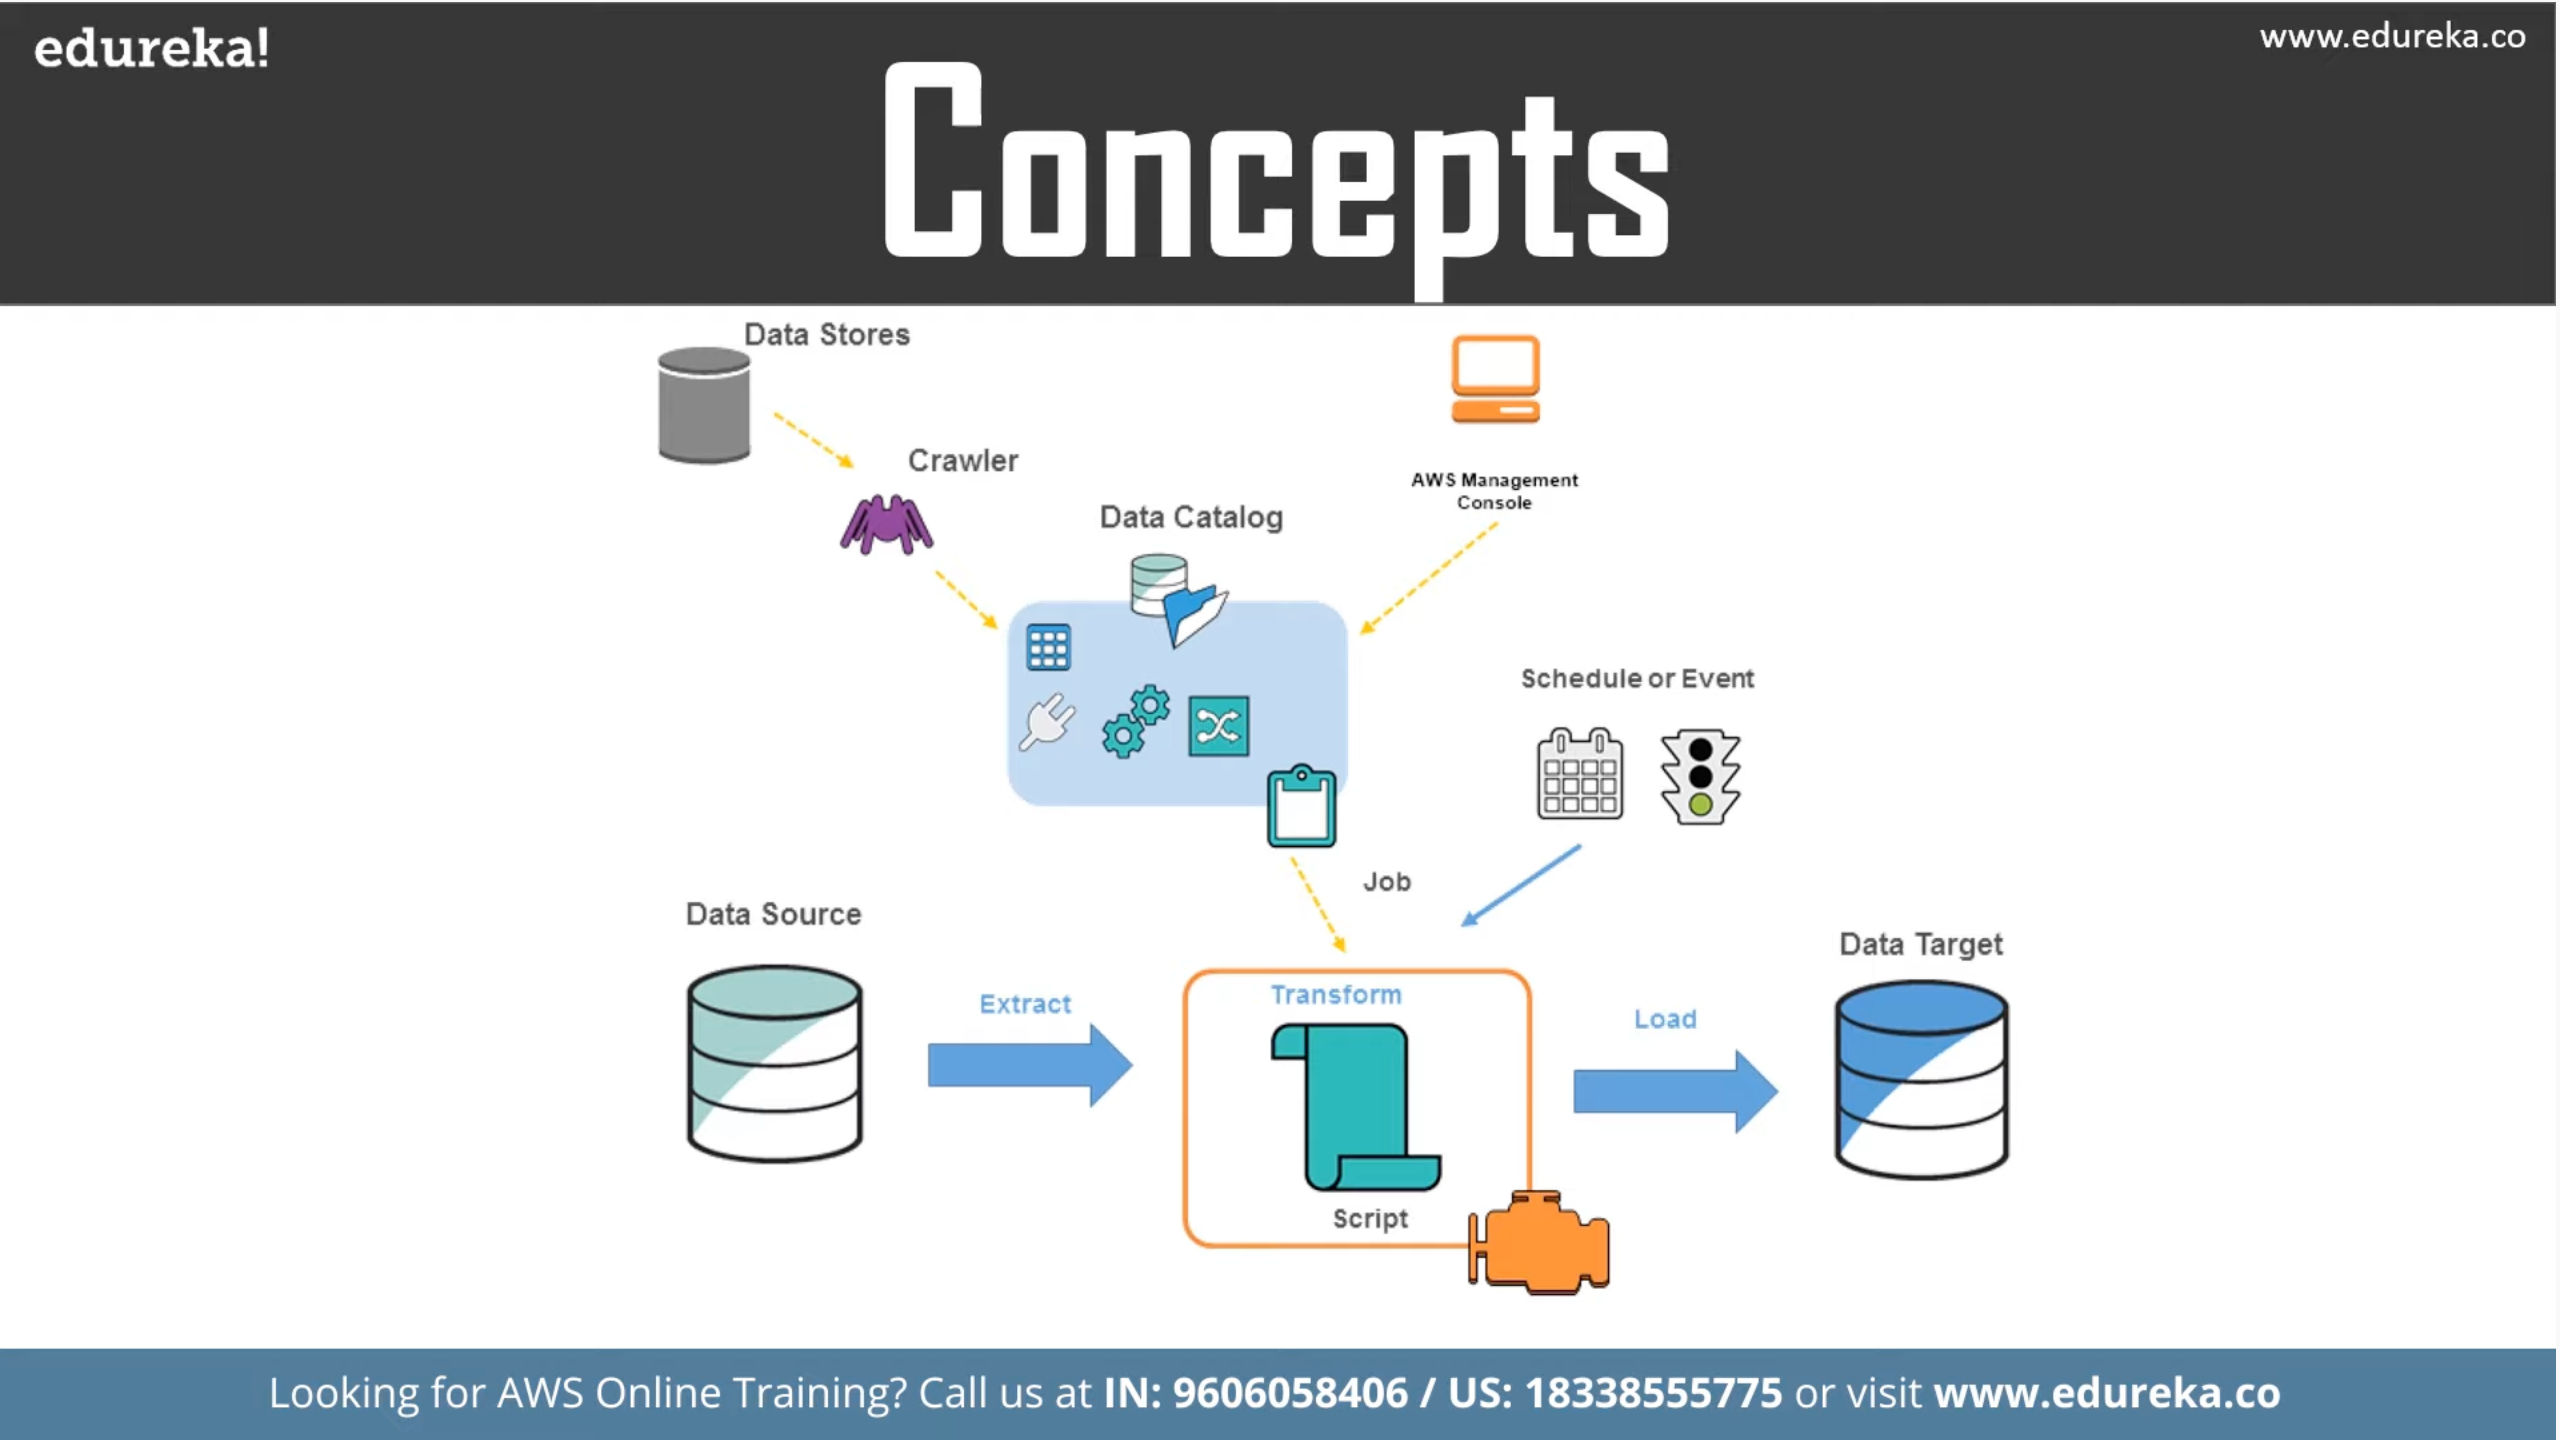 edureka!
www.edureka.co
Concepts
Data Stores
Crawler
AWS Management
Console
Data Catalog
Schedule or Event
Job
Data Source
Data Target
Extract
Transform
Load
Script
Looking for AWS Online Training? Call us at IN: 9606058406 / US: 18338555775 or visit www.edureka.co